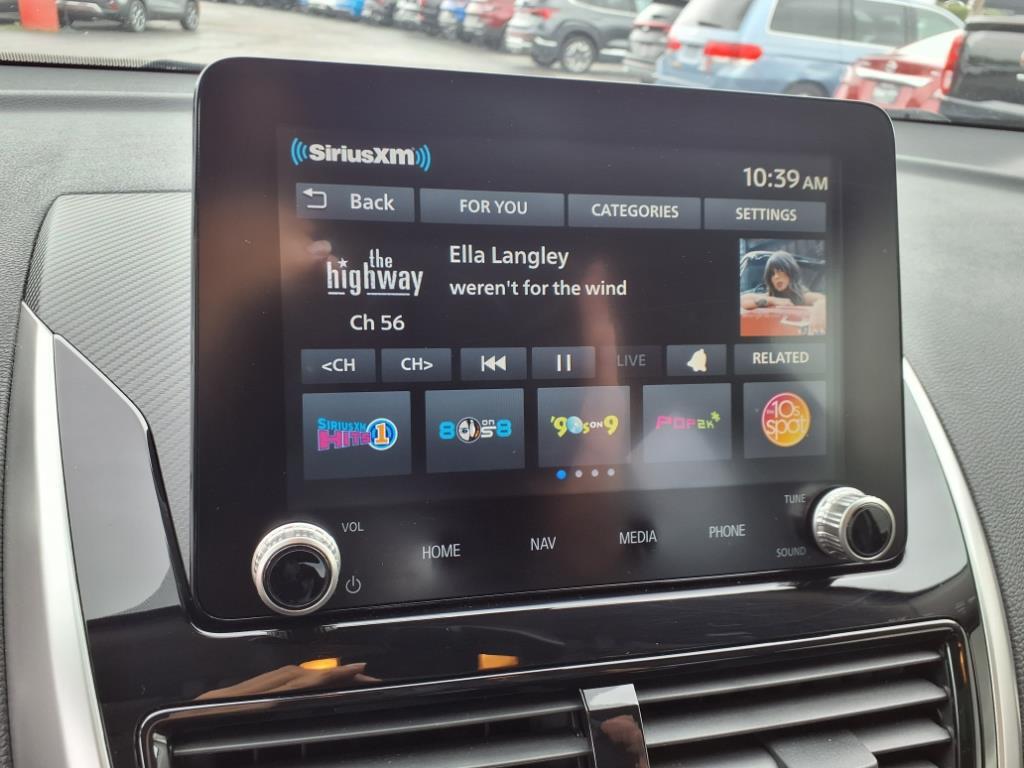 SiriusXM
10:39 AM
Back
FOR YOU
CATEGORIES
SETTINGS
the highway
Ella Langley
weren't for the wind
Ch 56
<CH
CH>
LIVE
RELATED
SIRIUSXM HITS 1
80s on 8
'90s ON 9
POP2K
The 10s spot
VOL
HOME
NAV
MEDIA
PHONE
TUNE
SOUND